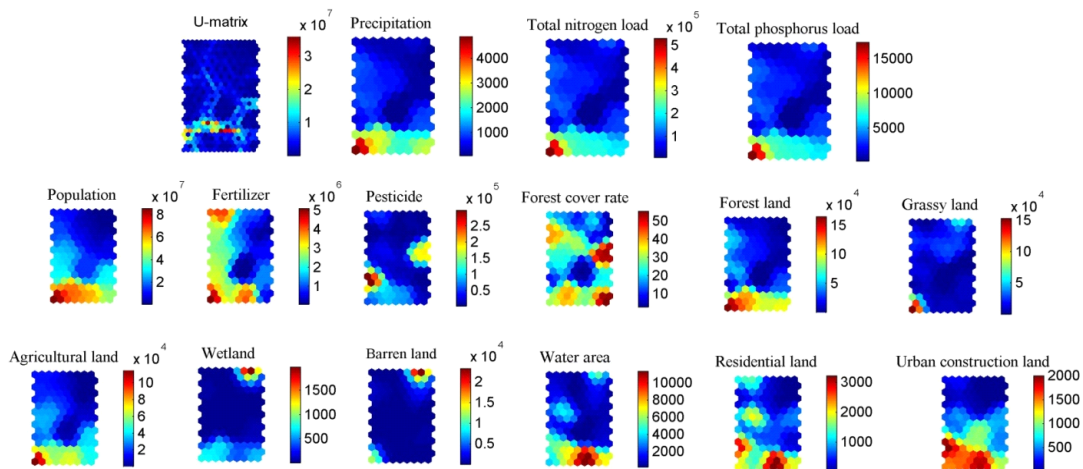 U-matrix
x 10^7
3
2
1
Precipitation
4000
3000
2000
1000
Total nitrogen load
x 10^5
5
4
3
2
1
Total phosphorus load
15000
10000
5000
Population
x 10^7
8
6
4
2
Fertilizer
x 10^6
5
4
3
2
1
Pesticide
x 10^5
2.5
2
1.5
1
0.5
Forest cover rate
50
40
30
20
10
Forest land
x 10^4
15
10
5
Grassy land
x 10^4
15
10
5
Agricultural land
x 10^4
10
8
6
4
2
Wetland
1500
1000
500
Barren land
x 10^4
2
1.5
1
0.5
Water area
10000
8000
6000
4000
2000
Residential land
3000
2000
1000
Urban construction land
2000
1500
1000
500